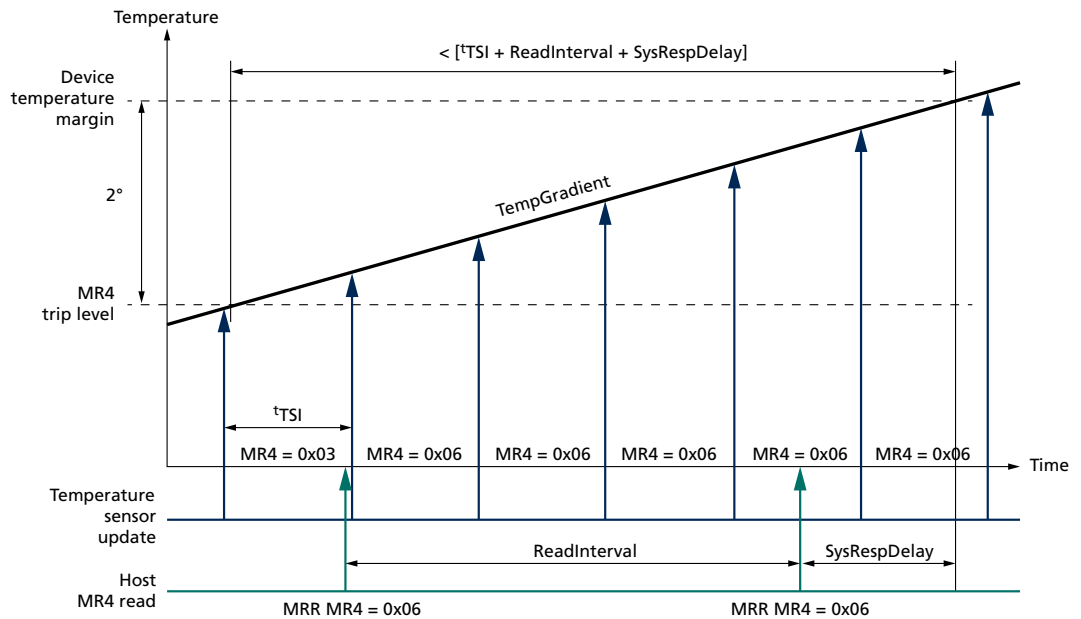 Temperature
< [tTSI + ReadInterval + SysRespDelay]
Device
temperature
margin
2°
TempGradient
MR4
trip level
tTSI
MR4 = 0x03
MR4 = 0x06
MR4 = 0x06
MR4 = 0x06
MR4 = 0x06
MR4 = 0x06
Time
Temperature
sensor
update
ReadInterval
SysRespDelay
Host
MR4 read
MRR MR4 = 0x06
MRR MR4 = 0x06